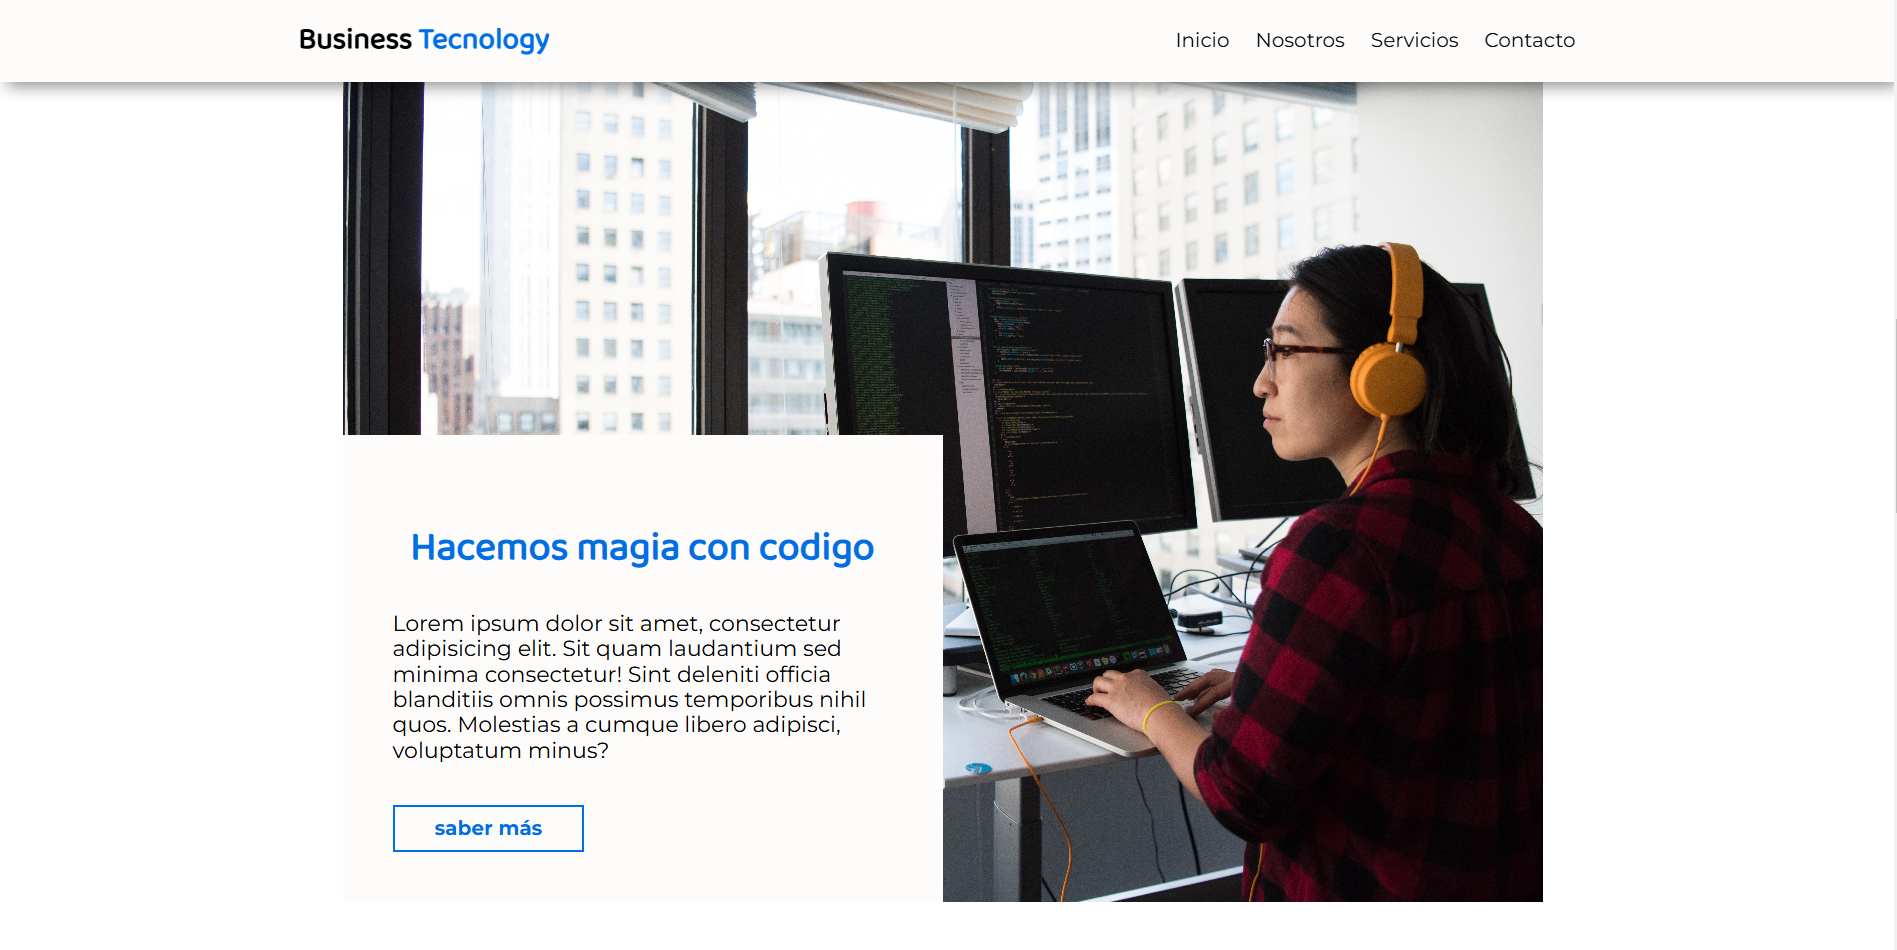 Business Tecnology
Inicio Nosotros Servicios Contacto
Hacemos magia con codigo
Lorem ipsum dolor sit amet, consectetur
adipisicing elit. Sit quam laudantium sed
minima consectetur! Sint deleniti officia
blanditiis omnis possimus temporibus nihil
quos. Molestias a cumque libero adipisci,
voluptatum minus?
saber más